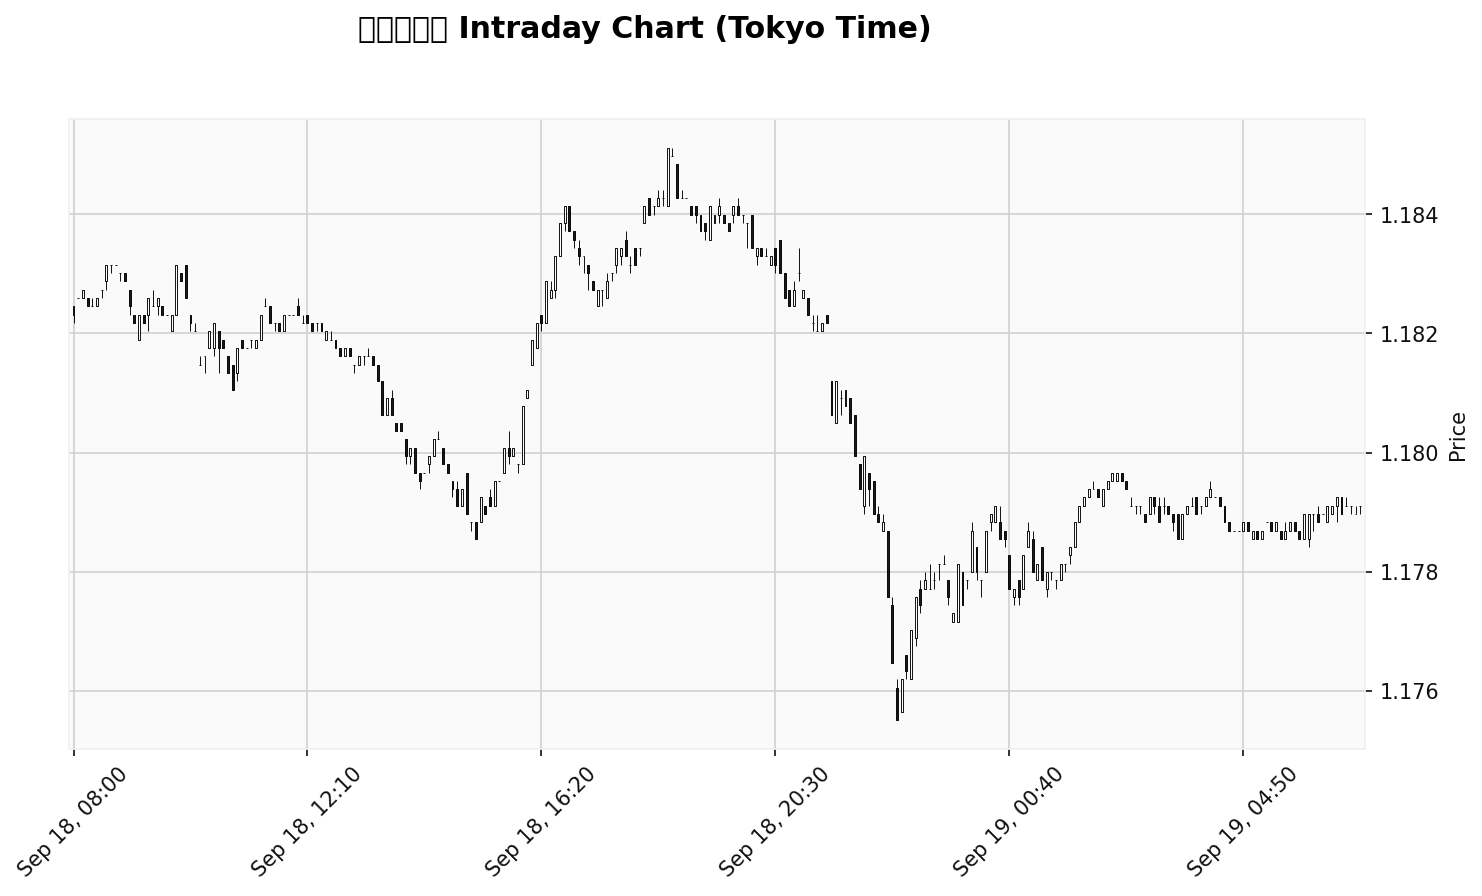 Intraday Chart (Tokyo Time)
1.184
1.182
1.180
1.178
1.176
Price
Sep 18, 08:00
Sep 18, 12:10
Sep 18, 16:20
Sep 18, 20:30
Sep 19, 00:40
Sep 19, 04:50